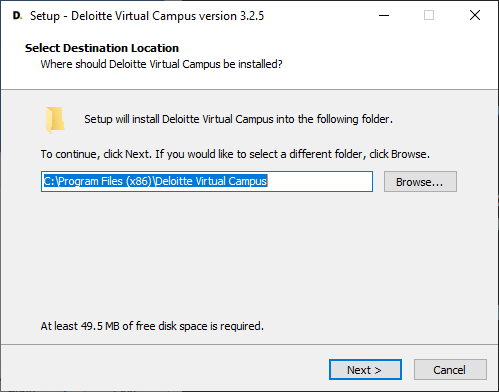 D. Setup - Deloitte Virtual Campus version 3.2.5
Select Destination Location
Where should Deloitte Virtual Campus be installed?
Setup will install Deloitte Virtual Campus into the following folder.
To continue, click Next. If you would like to select a different folder, click Browse.
C:\Program Files (x86)\Deloitte Virtual Campus
Browse...
At least 49.5 MB of free disk space is required.
Next >
Cancel